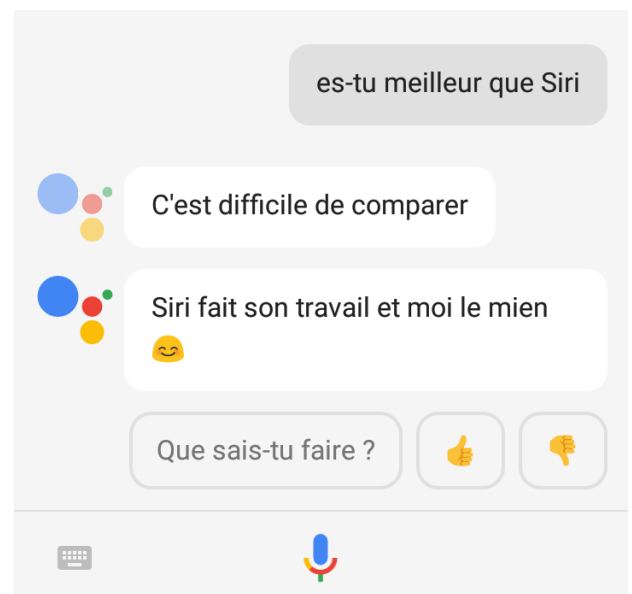 es-tu meilleur que Siri
C'est difficile de comparer
Siri fait son travail et moi le mien
😊
Que sais-tu faire ? 👍 👎